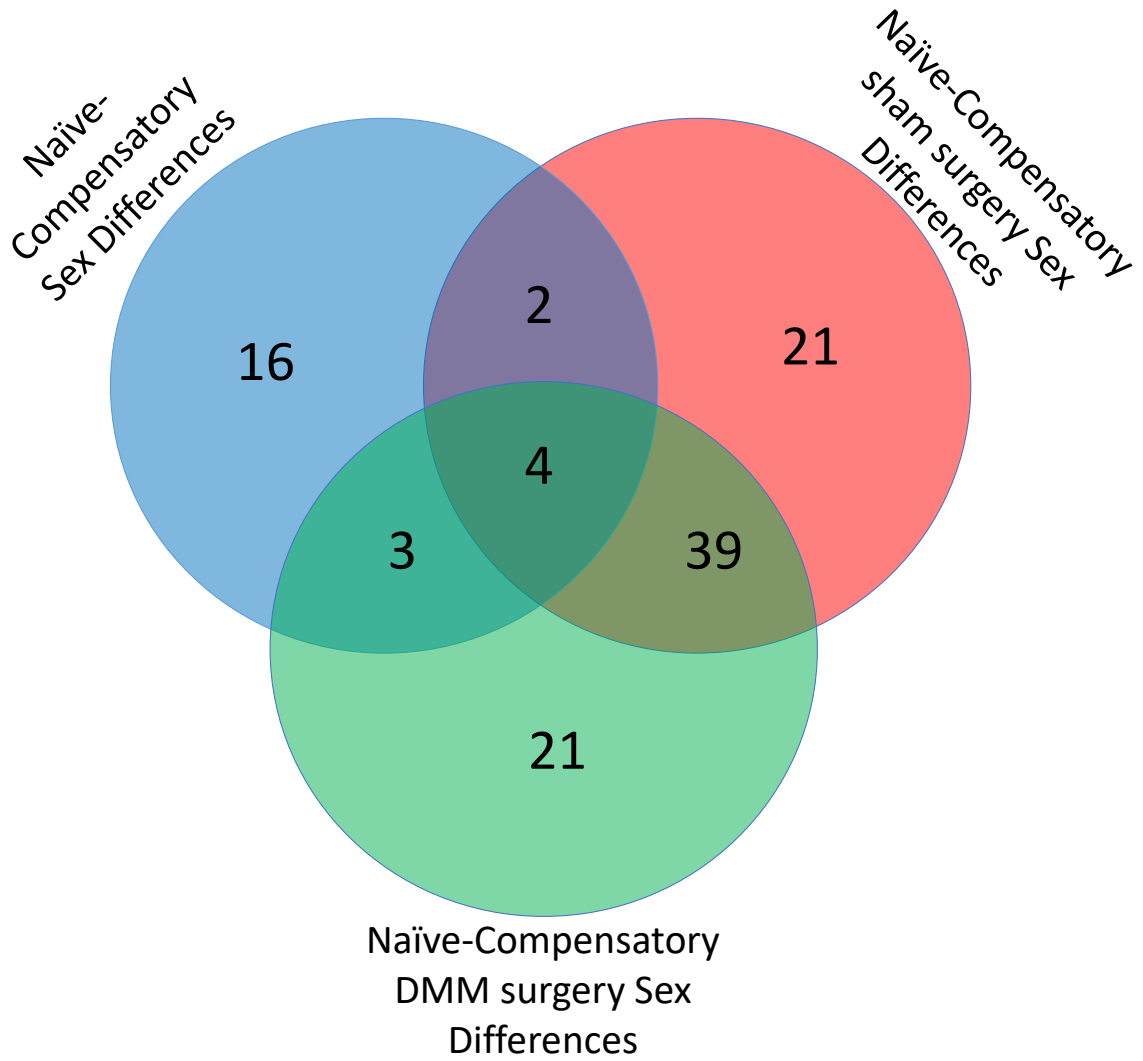 Naïve-
Compensatory
Sex Differences
Naïve-Compensatory
sham surgery Sex
Differences
2
16
21
4
3
39
21
Naïve-Compensatory
DMM surgery Sex
Differences